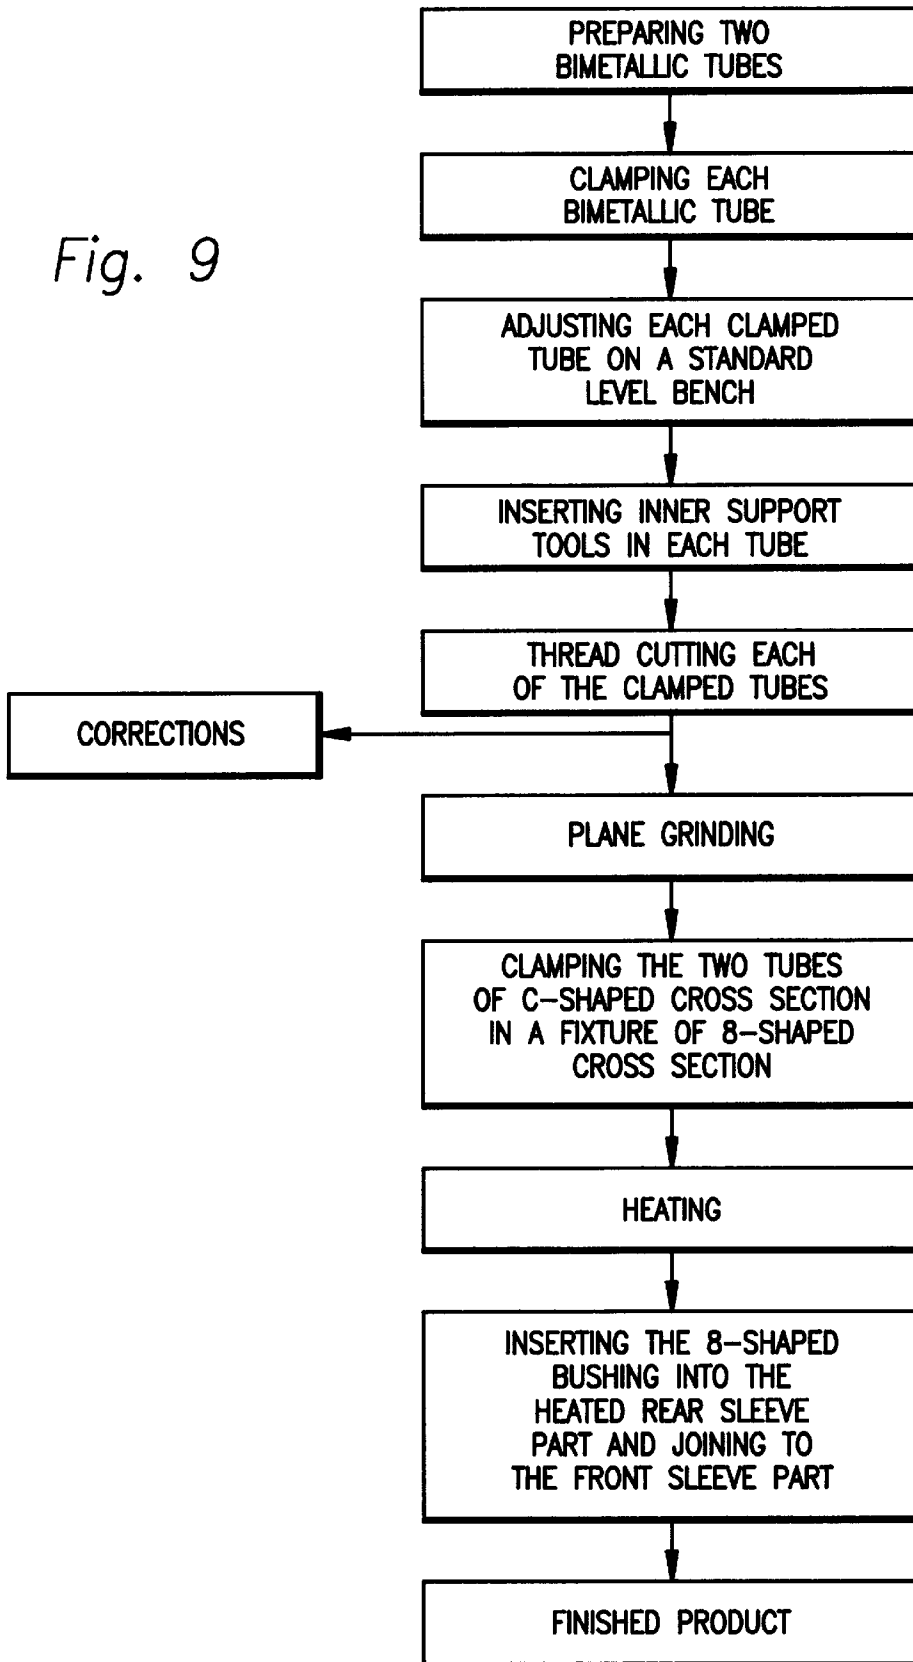 PREPARING TWO
BIMETALLIC TUBES
CLAMPING EACH
BIMETALLIC TUBE
Fig. 9
ADJUSTING EACH CLAMPED
TUBE ON A STANDARD
LEVEL BENCH
INSERTING INNER SUPPORT
TOOLS IN EACH TUBE
THREAD CUTTING EACH
OF THE CLAMPED TUBES
CORRECTIONS
PLANE GRINDING
CLAMPING THE TWO TUBES
OF C-SHAPED CROSS SECTION
IN A FIXTURE OF 8-SHAPED
CROSS SECTION
HEATING
INSERTING THE 8-SHAPED
BUSHING INTO THE
HEATED REAR SLEEVE
PART AND JOINING TO
THE FRONT SLEEVE PART
FINISHED PRODUCT